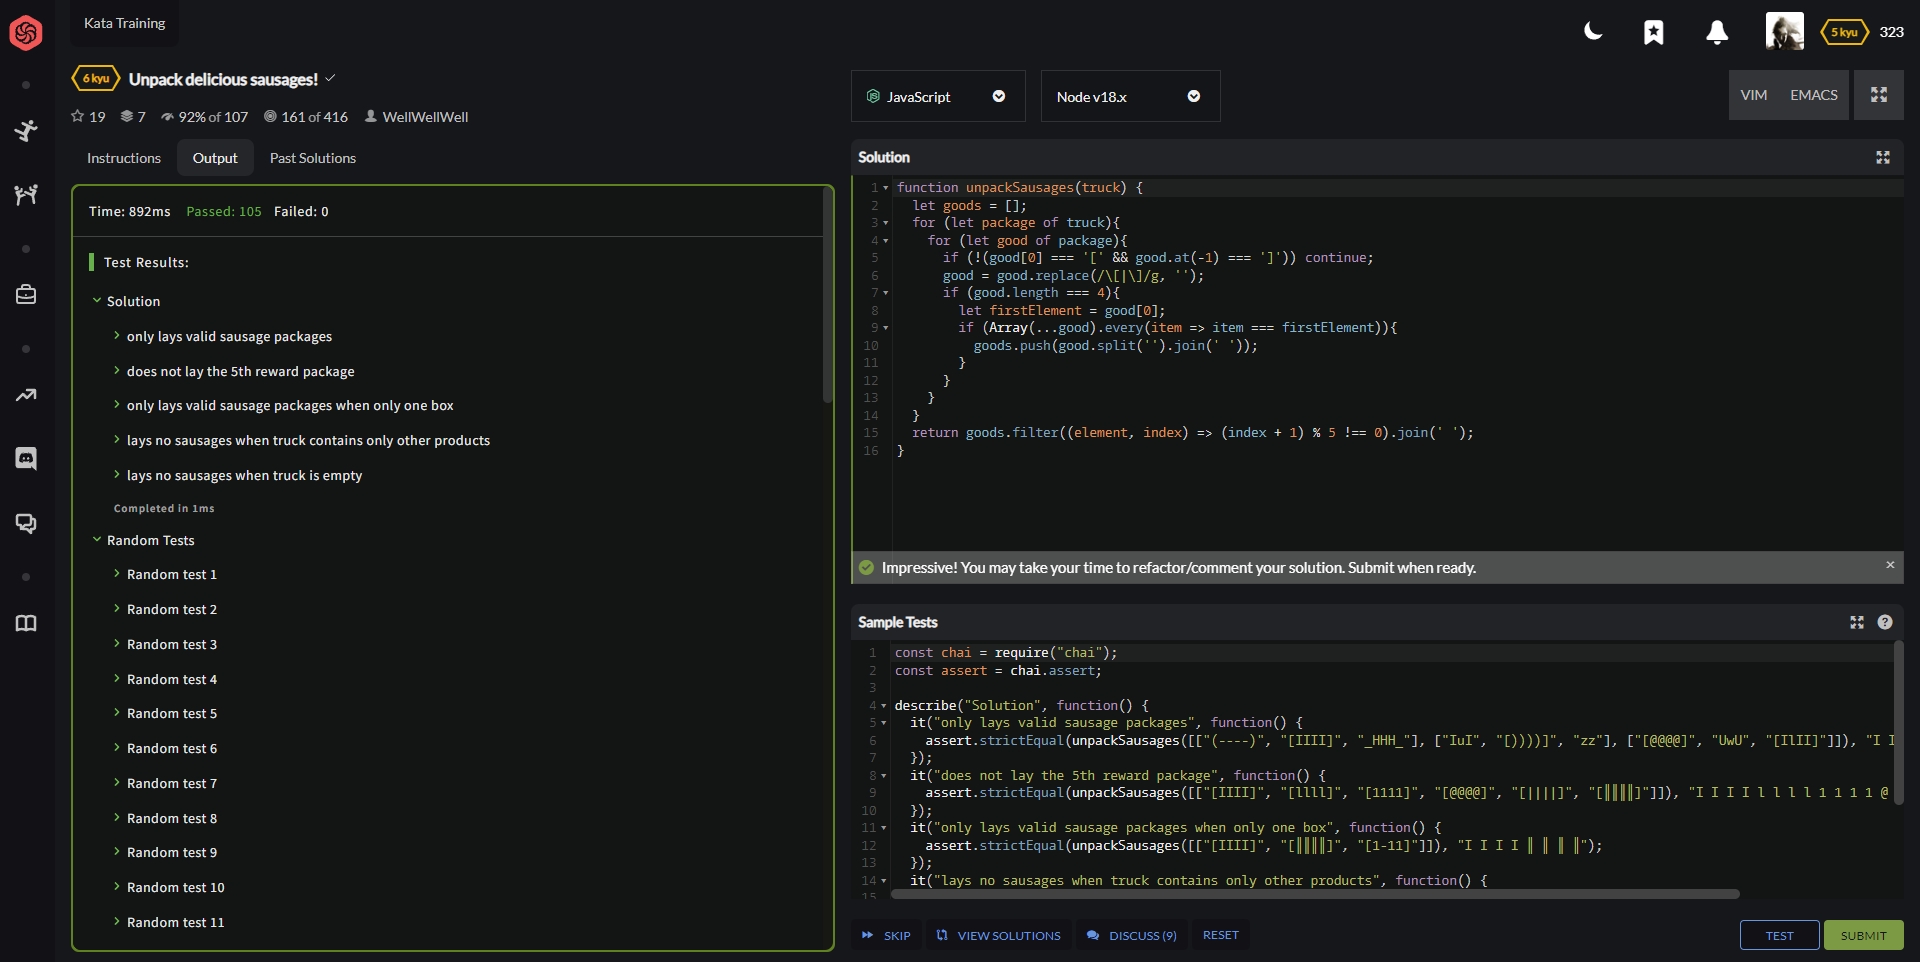 Kata Training
5 kyu 323
6 kyu Unpack delicious sausages!
19 7 92% of 107 161 of 416 WellWellWell
Instructions Output Past Solutions
Time: 892ms Passed: 105 Failed: 0
Test Results:
Solution
only lays valid sausage packages
does not lay the 5th reward package
only lays valid sausage packages when only one box
lays no sausages when truck contains only other products
lays no sausages when truck is empty
Completed in 1ms
Random Tests
Random test 1
Random test 2
Random test 3
Random test 4
Random test 5
Random test 6
Random test 7
Random test 8
Random test 9
Random test 10
Random test 11
JavaScript Node v18.x VIM EMACS
Solution
1 function unpackSausages(truck) {
2 let goods = [];
3 for (let package of truck){
4 for (let good of package){
5 if (!(good[0] === '[' && good.at(-1) === ']')) continue;
6 good = good.replace(/\[|\]/g, '');
7 if (good.length === 4){
8 let firstElement = good[0];
9 if (Array(...good).every(item => item === firstElement)){
10 goods.push(good.split('').join(' '));
11 }
12 }
13 }
14 }
15 return goods.filter((element, index) => (index + 1) % 5 !== 0).join(' ');
16 }
Impressive! You may take your time to refactor/comment your solution. Submit when ready.
Sample Tests
1 const chai = require("chai");
2 const assert = chai.assert;
3
4 describe("Solution", function() {
5 it("only lays valid sausage packages", function() {
6 assert.strictEqual(unpackSausages([["(----)", "[IIII]", "_HHH_"], ["IuI", "[))))]", "zz"], ["[@@@@]", "UwU", "[IlII]"]]), "I I
7 });
8 it("does not lay the 5th reward package", function() {
9 assert.strictEqual(unpackSausages([["[IIII]", "[llll]", "[1111]", "[@@@@]", "[||||]", "[‖‖‖‖]"]]), "I I I I l l l l 1 1 1 1 @
10 });
11 it("only lays valid sausage packages when only one box", function() {
12 assert.strictEqual(unpackSausages([["[IIII]", "[‖‖‖‖]", "[1-11]"]]), "I I I I ‖ ‖ ‖ ‖");
13 });
14 it("lays no sausages when truck contains only other products", function() {
15
SKIP VIEW SOLUTIONS DISCUSS (9) RESET TEST SUBMIT